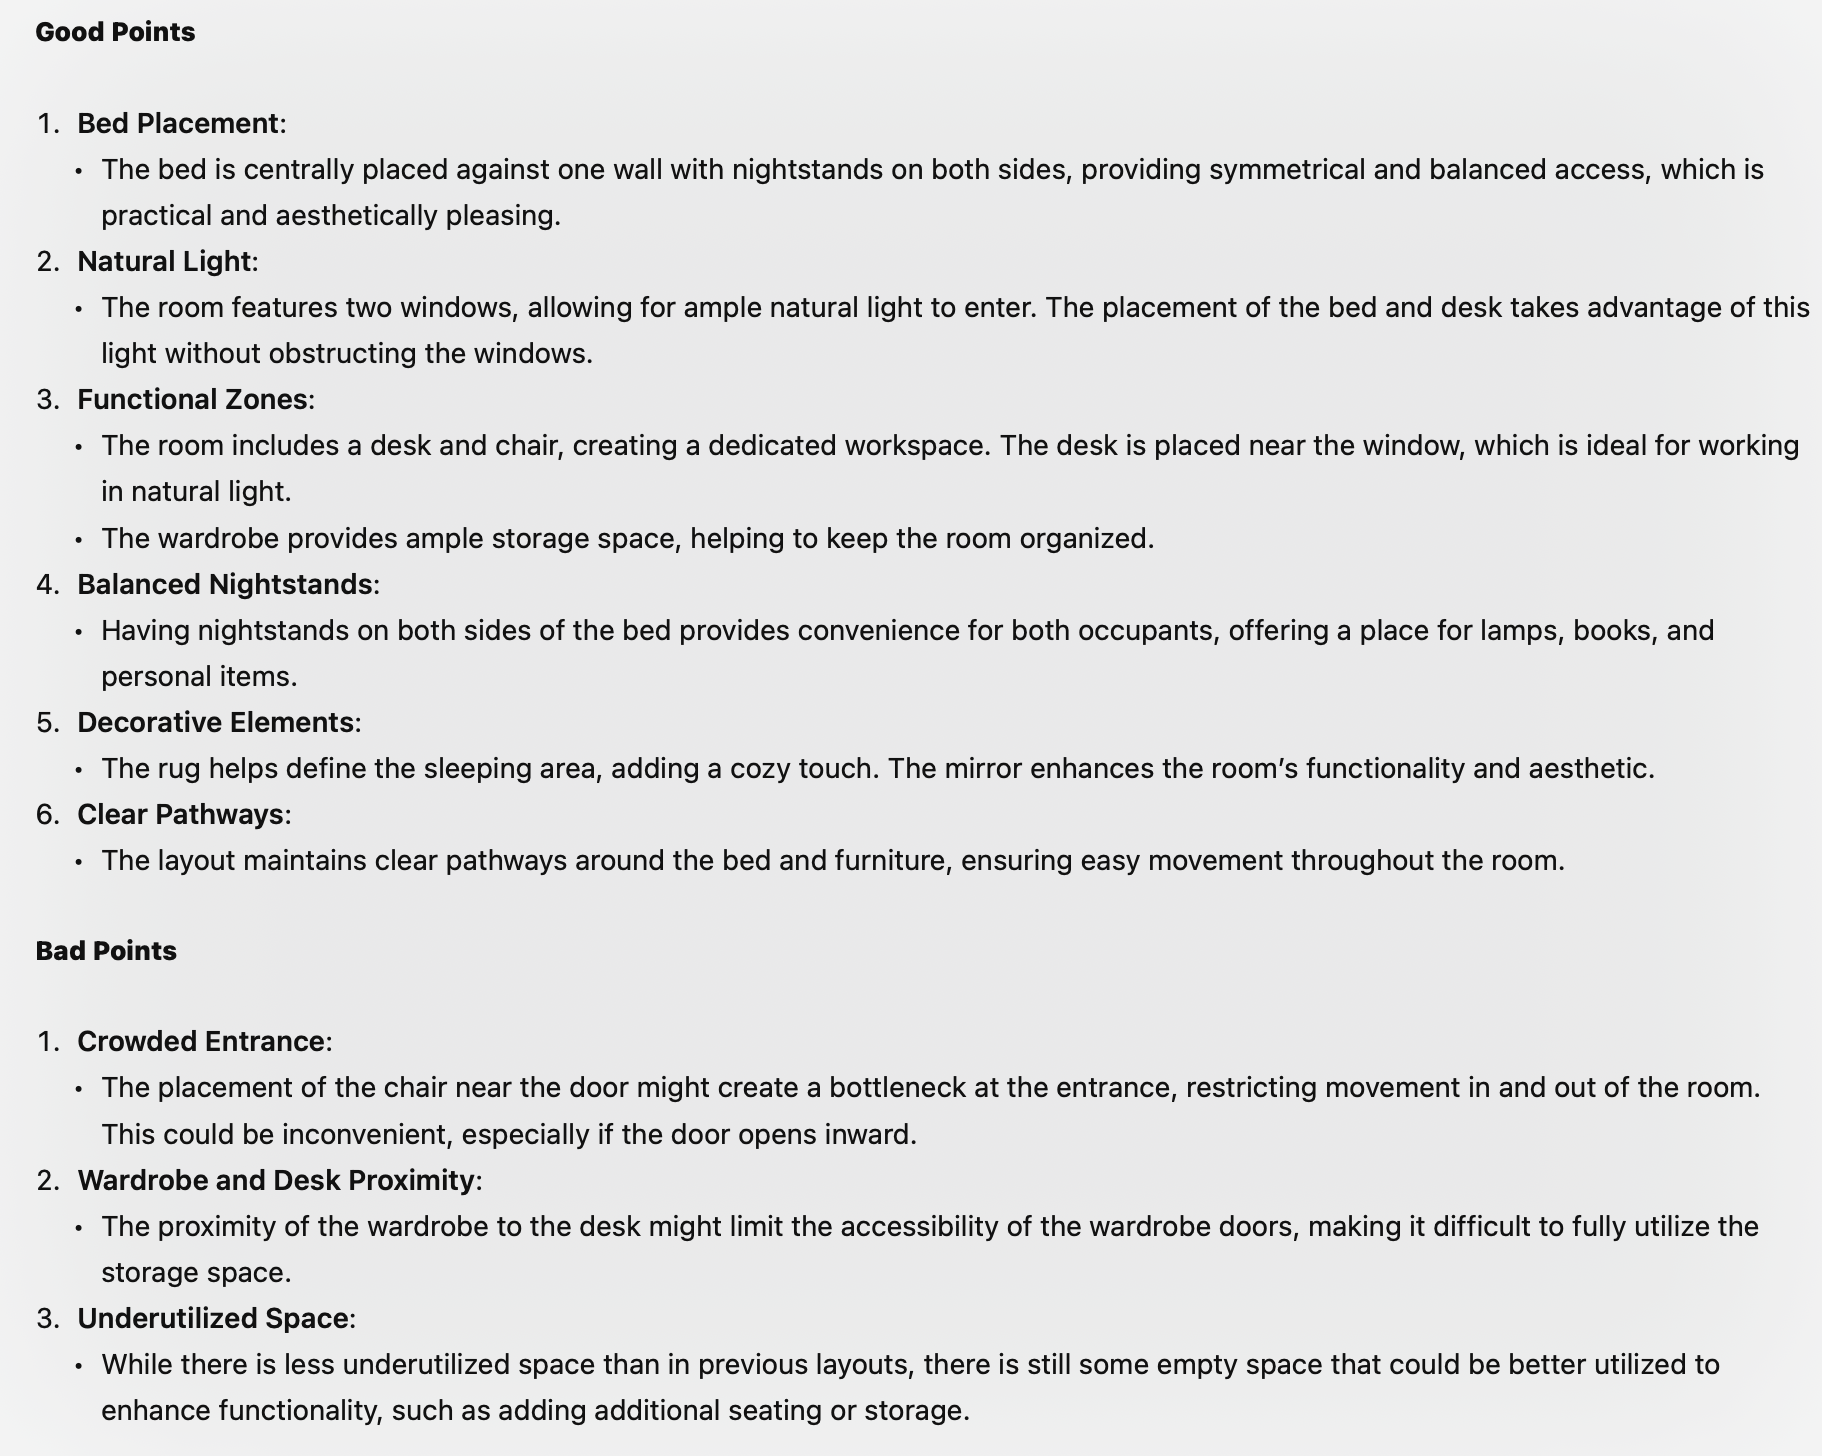 Good Points
1. Bed Placement:
• The bed is centrally placed against one wall with nightstands on both sides, providing symmetrical and balanced access, which is
practical and aesthetically pleasing.
2. Natural Light:
• The room features two windows, allowing for ample natural light to enter. The placement of the bed and desk takes advantage of this
light without obstructing the windows.
3. Functional Zones:
• The room includes a desk and chair, creating a dedicated workspace. The desk is placed near the window, which is ideal for working
in natural light.
• The wardrobe provides ample storage space, helping to keep the room organized.
4. Balanced Nightstands:
• Having nightstands on both sides of the bed provides convenience for both occupants, offering a place for lamps, books, and
personal items.
5. Decorative Elements:
• The rug helps define the sleeping area, adding a cozy touch. The mirror enhances the room’s functionality and aesthetic.
6. Clear Pathways:
• The layout maintains clear pathways around the bed and furniture, ensuring easy movement throughout the room.
Bad Points
1. Crowded Entrance:
• The placement of the chair near the door might create a bottleneck at the entrance, restricting movement in and out of the room.
This could be inconvenient, especially if the door opens inward.
2. Wardrobe and Desk Proximity:
• The proximity of the wardrobe to the desk might limit the accessibility of the wardrobe doors, making it difficult to fully utilize the
storage space.
3. Underutilized Space:
• While there is less underutilized space than in previous layouts, there is still some empty space that could be better utilized to
enhance functionality, such as adding additional seating or storage.